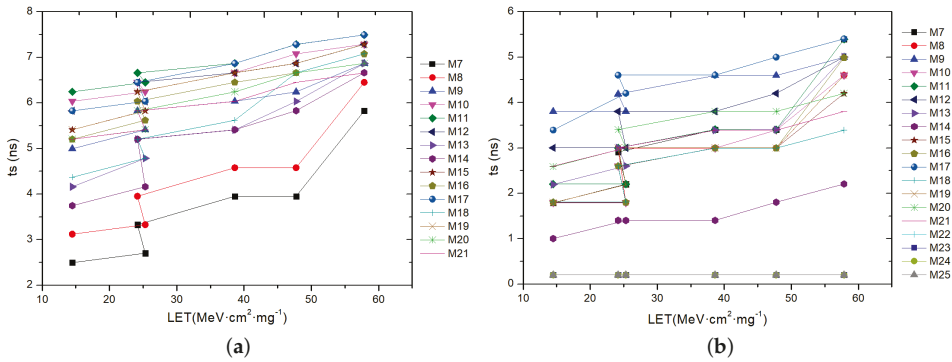 8
7
6
5
4
3
2
ts (ns)
10 20 30 40 50 60
LET(MeV·cm²·mg⁻¹)
M7
M8
M9
M10
M11
M12
M13
M14
M15
M16
M17
M18
M19
M20
M21
(a)
6
5
4
3
2
1
0
ts (ns)
10 20 30 40 50 60
LET(MeV·cm²·mg⁻¹)
M7
M8
M9
M10
M11
M12
M13
M14
M15
M16
M17
M18
M19
M20
M21
M22
M23
M24
M25
(b)